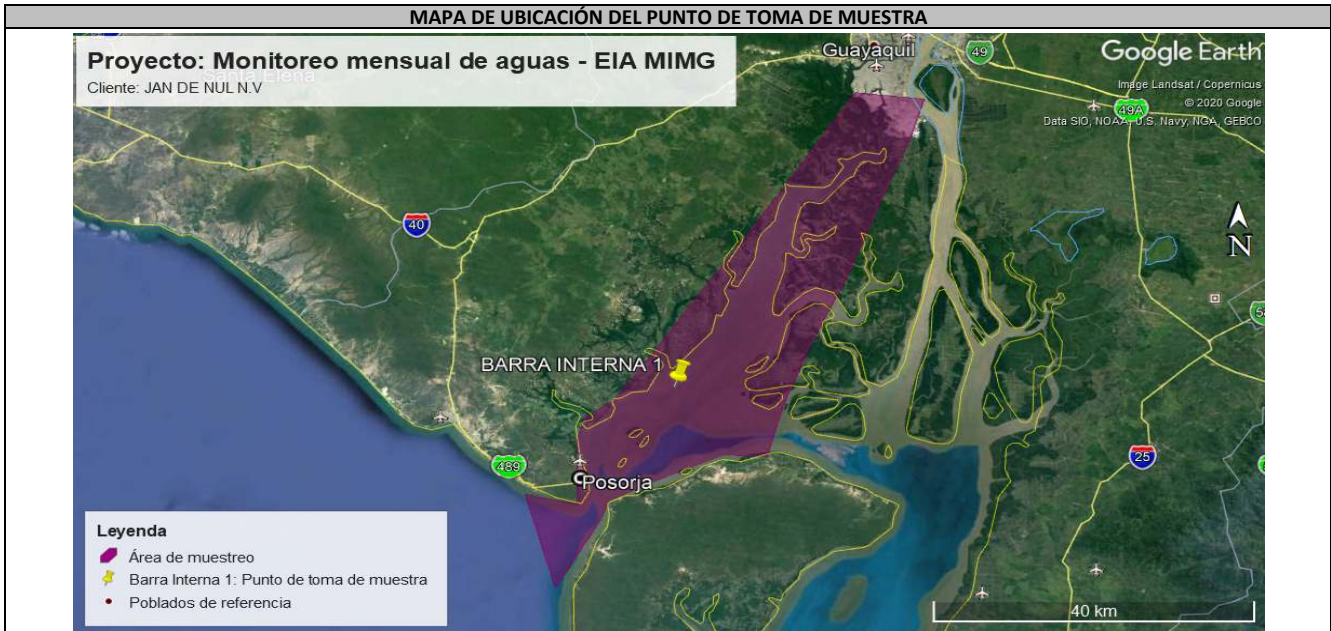 MAPA DE UBICACIÓN DEL PUNTO DE TOMA DE MUESTRA
Proyecto: Monitoreo mensual de aguas - EIA MIMG
Cliente: JAN DE NUL N.V
Guayaquil
49
Google Earth
Image Landsat / Copernicus
© 2020 Google
Data SIO, NOAA, U.S. Navy, NGA, GEBCO
49A
40
N
BARRA INTERNA 1
489
Posorja
25
Leyenda
Área de muestreo
Barra Interna 1: Punto de toma de muestra
Poblados de referencia
40 km